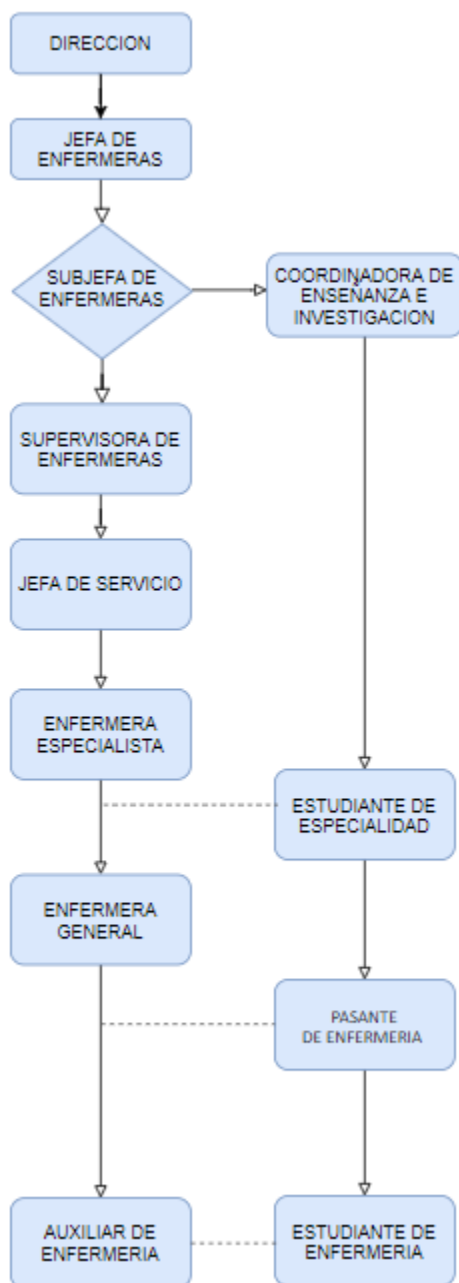 DIRECCION
JEFA DE
ENFERMERAS
SUBJEFA DE
ENFERMERAS
COORDINADORA DE
ENSEÑANZA E
INVESTIGACION
SUPERVISORA DE
ENFERMERAS
JEFA DE SERVICIO
ENFERMERA
ESPECIALISTA
ESTUDIANTE DE
ESPECIALIDAD
ENFERMERA
GENERAL
PASANTE
DE ENFERMERIA
AUXILIAR DE
ENFERMERIA
ESTUDIANTE DE
ENFERMERIA